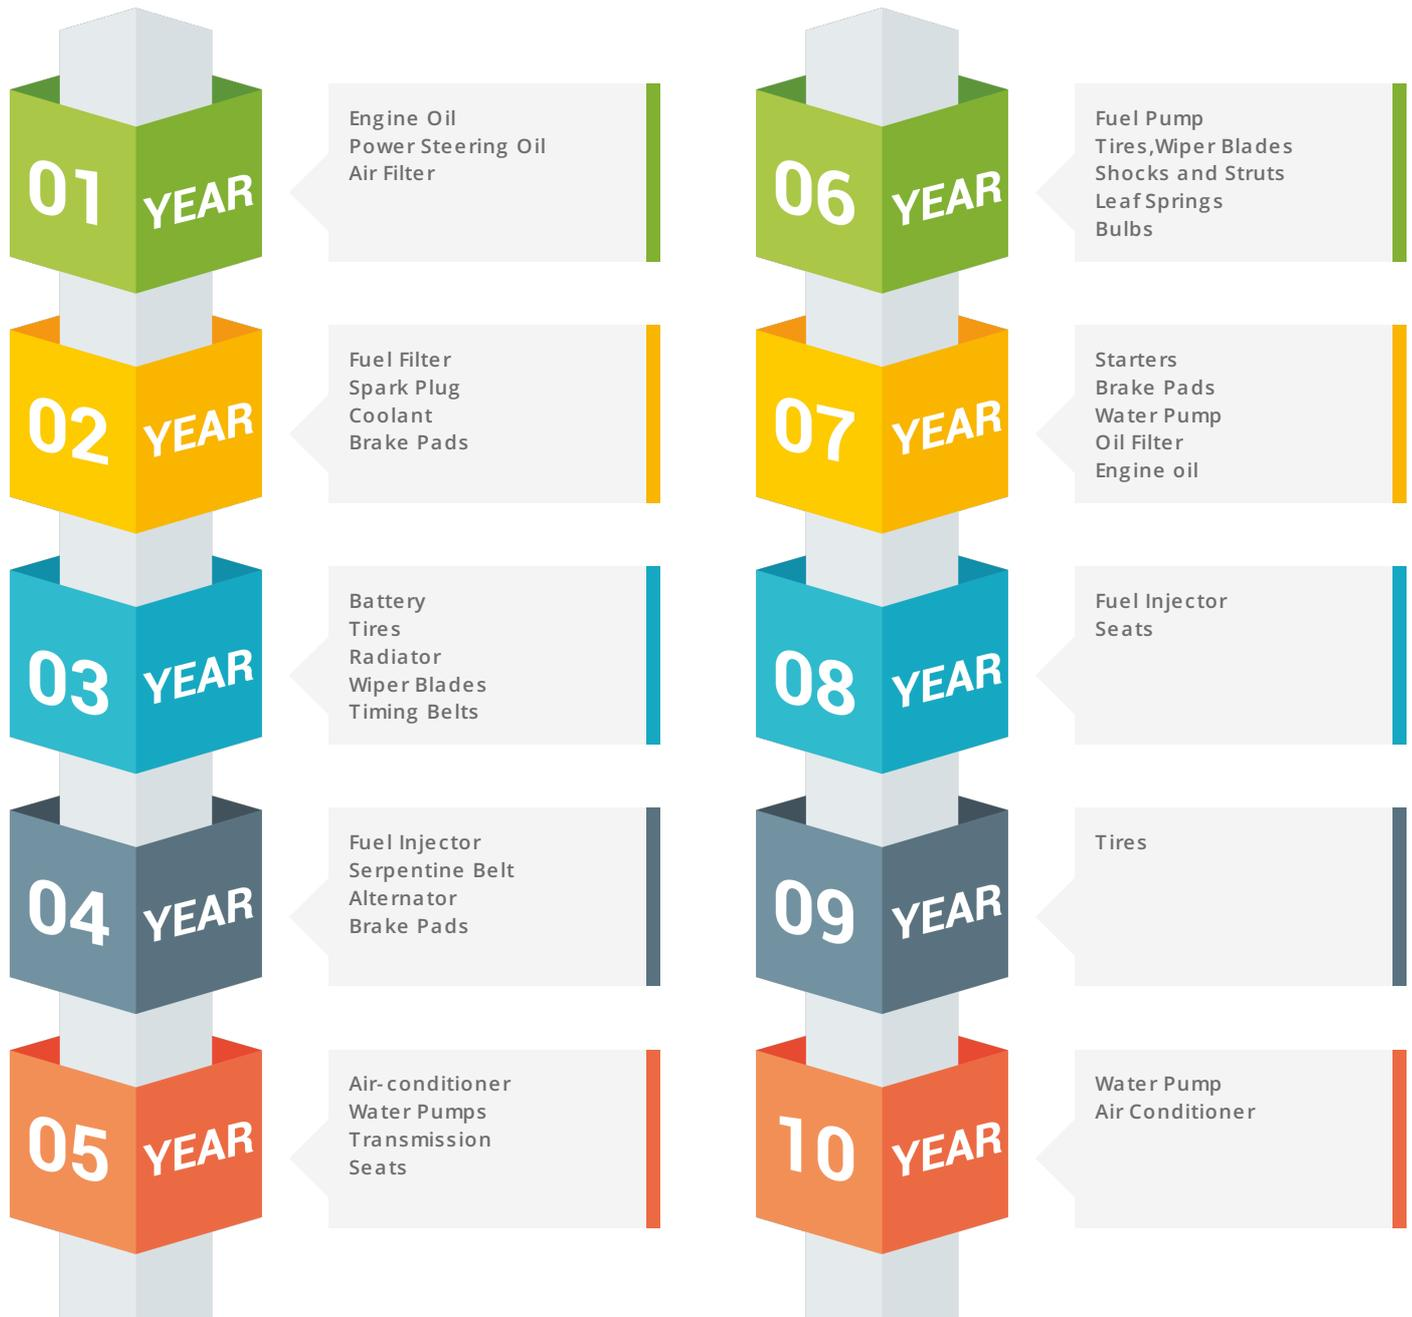 01 YEAR
Engine Oil
Power Steering Oil
Air Filter
02 YEAR
Fuel Filter
Spark Plug
Coolant
Brake Pads
03 YEAR
Battery
Tires
Radiator
Wiper Blades
Timing Belts
04 YEAR
Fuel Injector
Serpentine Belt
Alternator
Brake Pads
05 YEAR
Air-conditioner
Water Pumps
Transmission
Seats
06 YEAR
Fuel Pump
Tires,Wiper Blades
Shocks and Struts
Leaf Springs
Bulbs
07 YEAR
Starters
Brake Pads
Water Pump
Oil Filter
Engine oil
08 YEAR
Fuel Injector
Seats
09 YEAR
Tires
10 YEAR
Water Pump
Air Conditioner